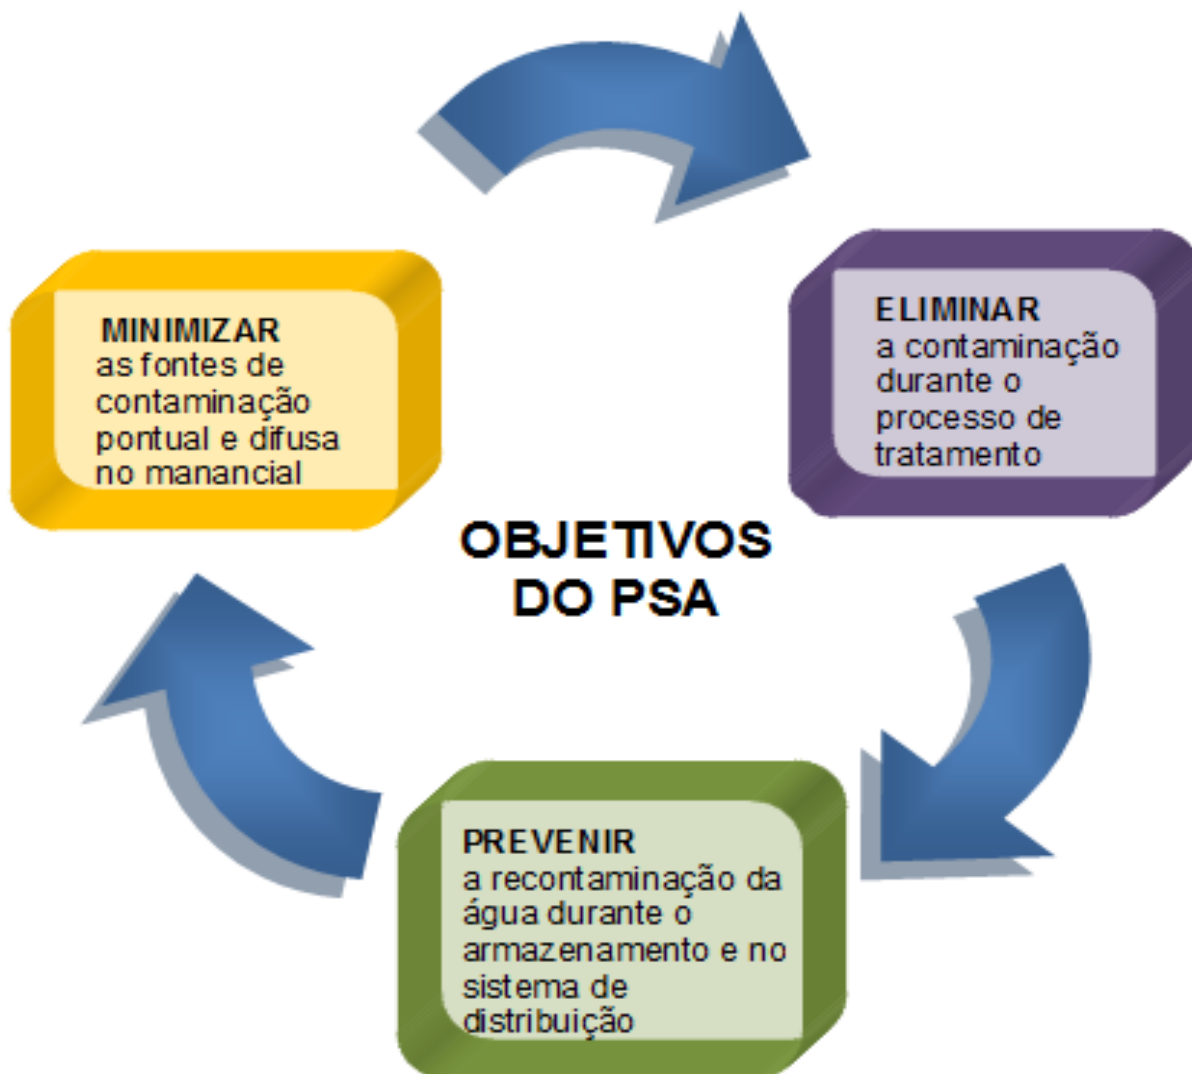 MINIMIZAR
as fontes de
contaminação
pontual e difusa
no manancial
ELIMINAR
a contaminação
durante o
processo de
tratamento
OBJETIVOS
DO PSA
PREVENIR
a recontaminação da
água durante o
armazenamento e no
sistema de
distribuição